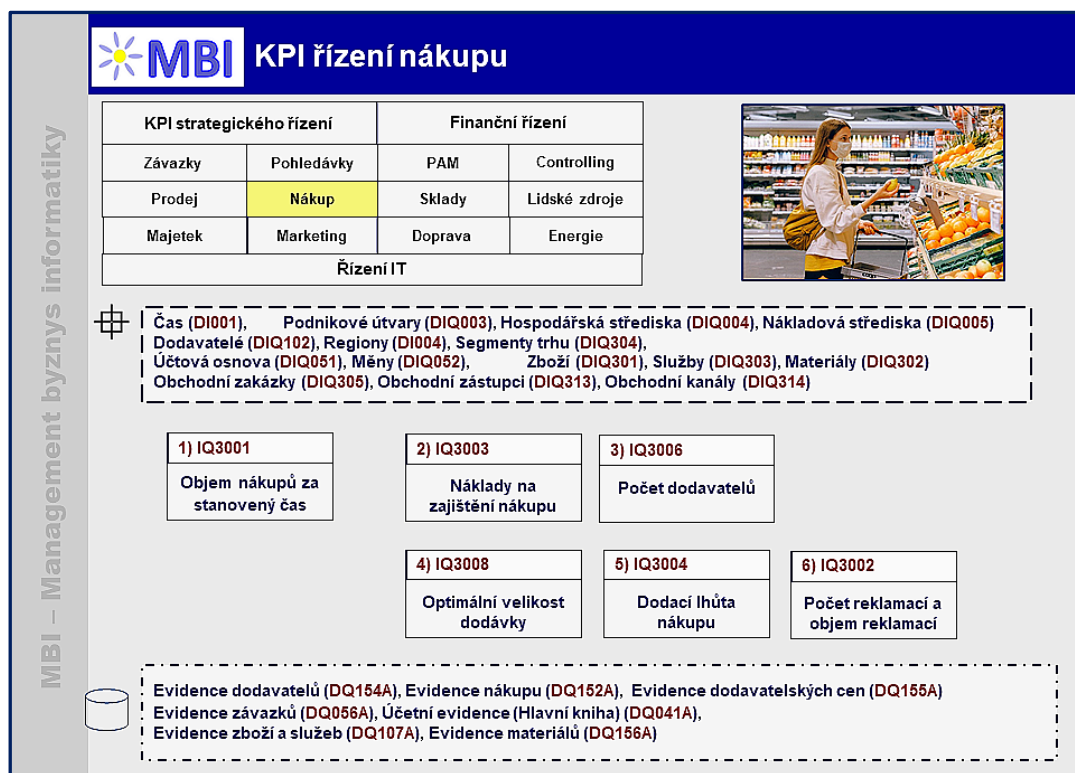 MBI KPI řízení nákupu
MBI – Management byznys informatiky
KPI strategického řízení Finanční řízení
Závazky Pohledávky PAM Controlling
Prodej Nákup Sklady Lidské zdroje
Majetek Marketing Doprava Energie
Řízení IT
Čas (DI001), Podnikové útvary (DIQ003), Hospodářská střediska (DIQ004), Nákladová střediska (DIQ005)
Dodavatelé (DIQ102), Regiony (DI004), Segmenty trhu (DIQ304),
Účtová osnova (DIQ051), Měny (DIQ052), Zboží (DIQ301), Služby (DIQ303), Materiály (DIQ302)
Obchodní zakázky (DIQ305), Obchodní zástupci (DIQ313), Obchodní kanály (DIQ314)
1) IQ3001
Objem nákupů za
stanovený čas
2) IQ3003
Náklady na
zajištění nákupu
3) IQ3006
Počet dodavatelů
4) IQ3008
Optimální velikost
dodávky
5) IQ3004
Dodací lhůta
nákupu
6) IQ3002
Počet reklamací a
objem reklamací
Evidence dodavatelů (DQ154A), Evidence nákupu (DQ152A), Evidence dodavatelských cen (DQ155A)
Evidence závazků (DQ056A), Účetní evidence (Hlavní kniha) (DQ041A),
Evidence zboží a služeb (DQ107A), Evidence materiálů (DQ156A)